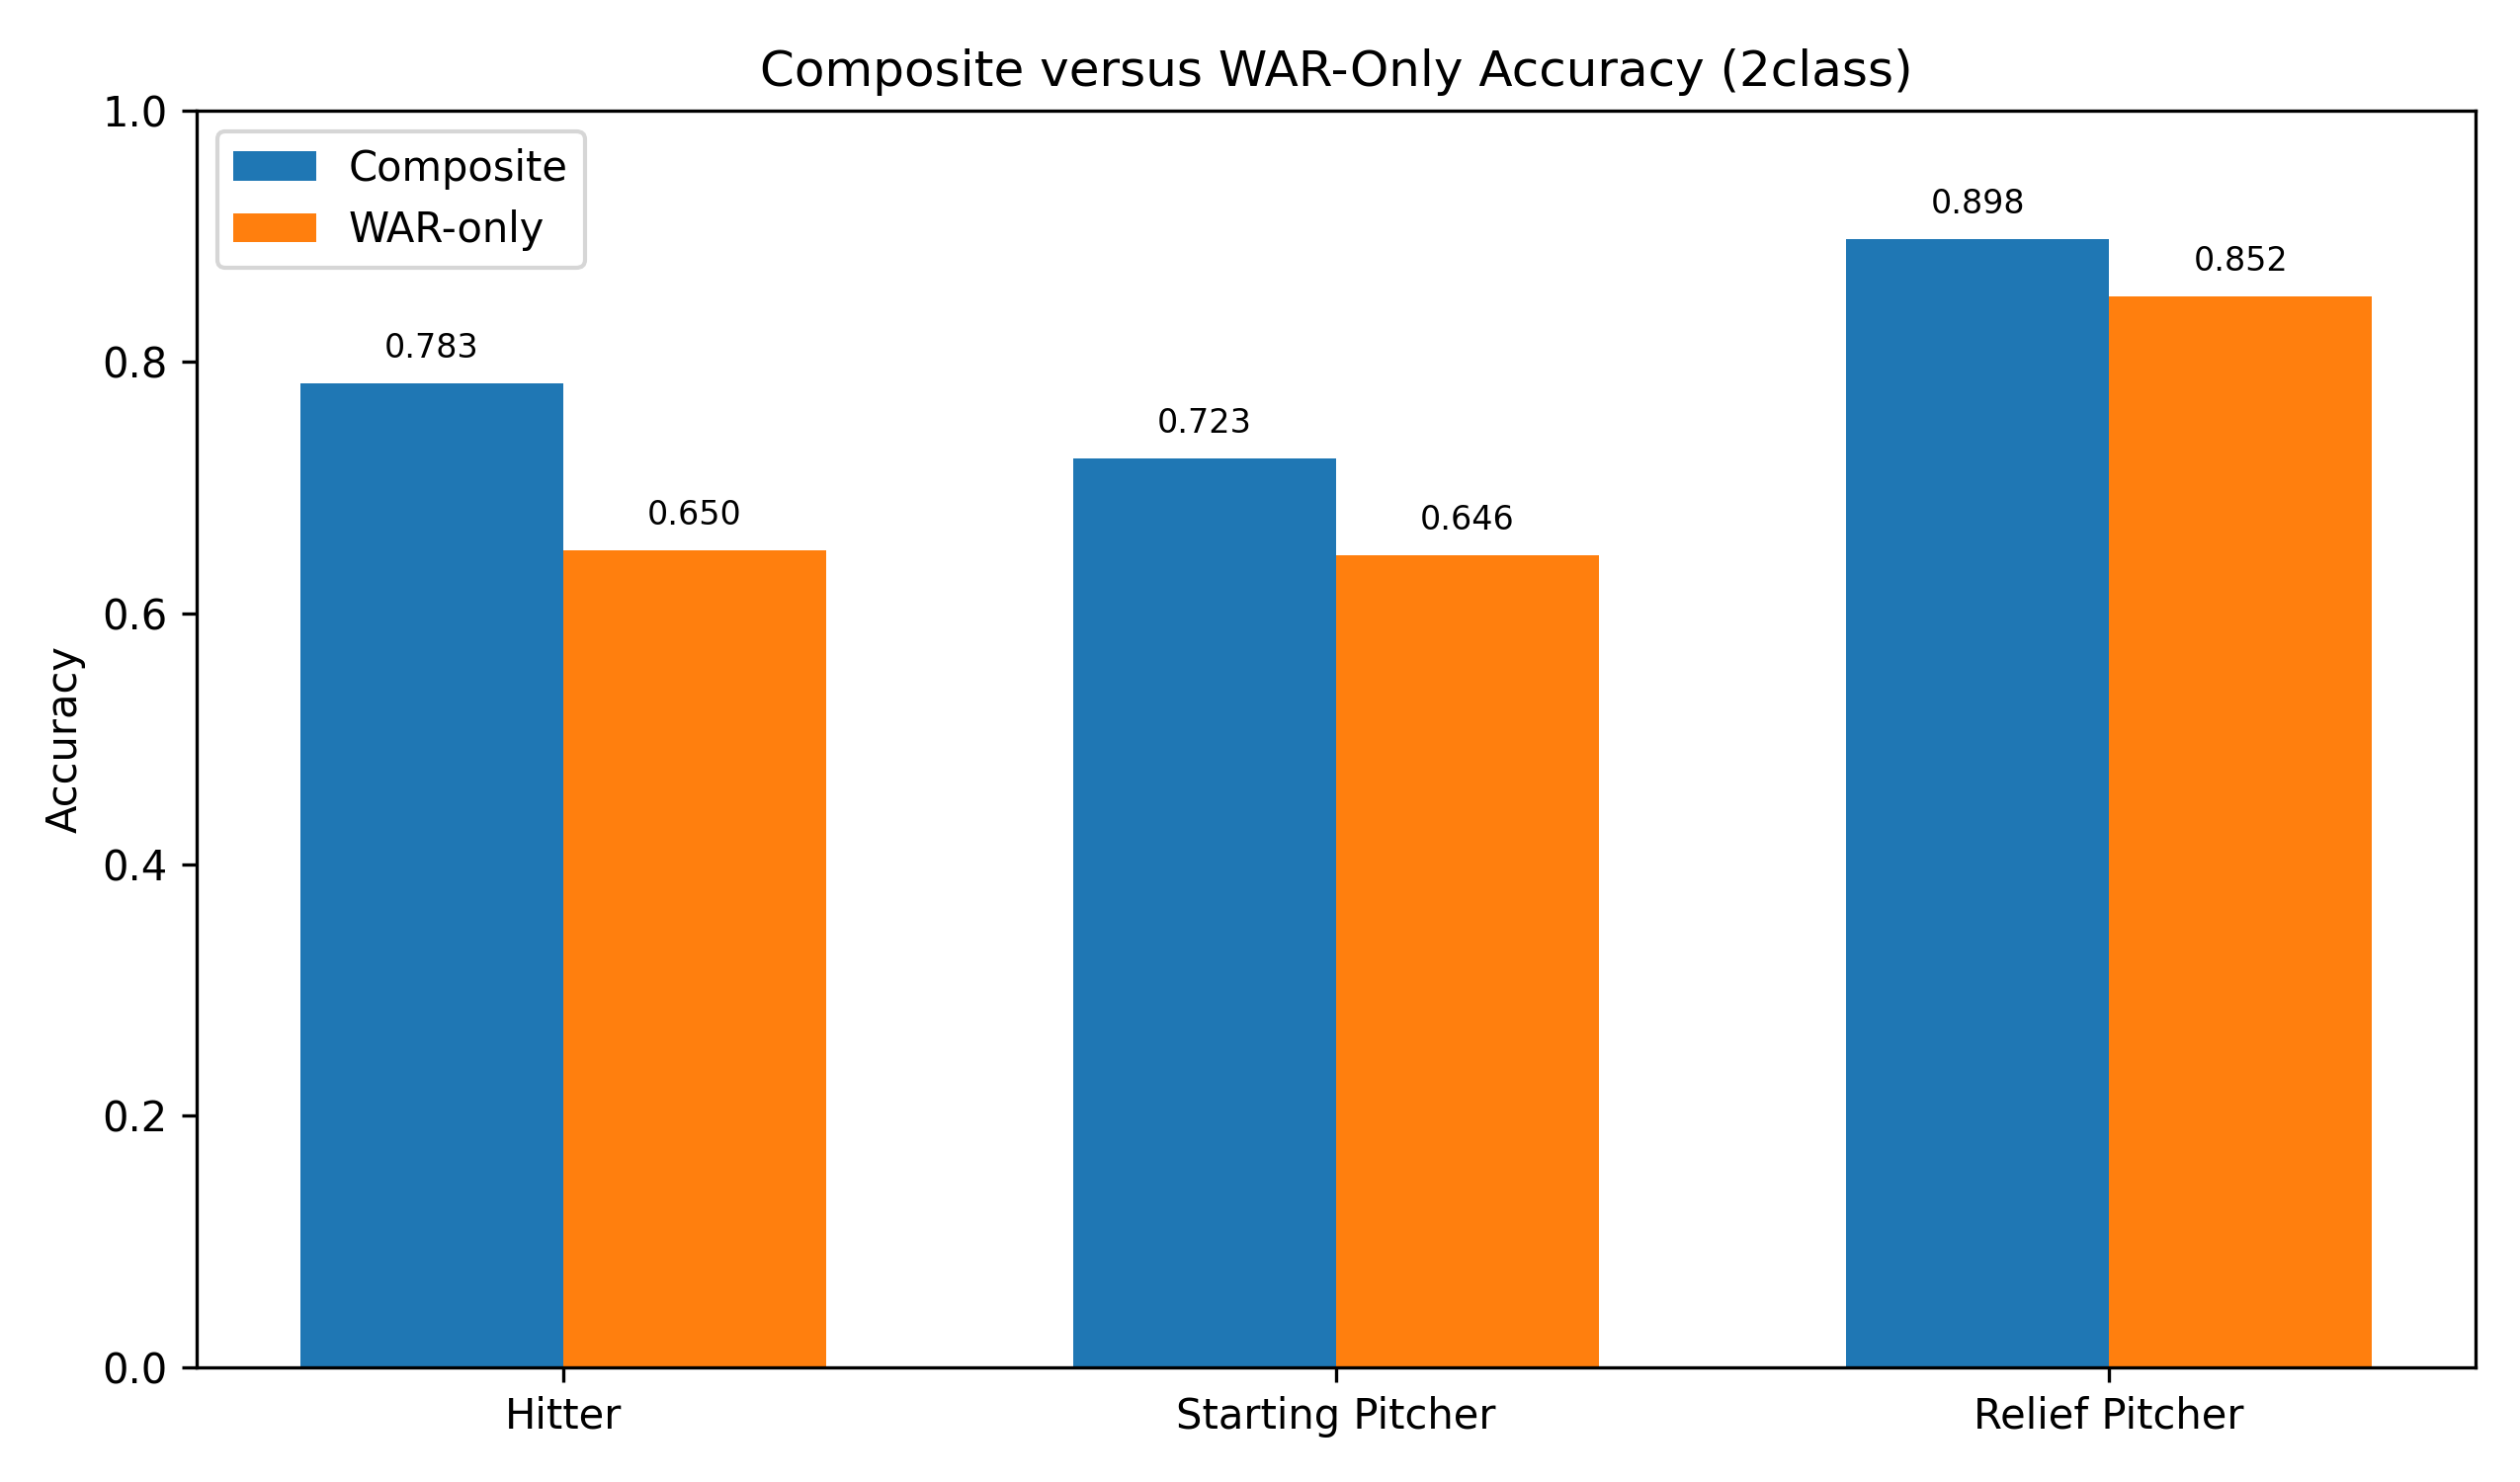 Composite versus WAR-Only Accuracy (2class)
1.0
0.8
0.6
0.4
0.2
0.0
Accuracy
Composite
WAR-only
0.783
0.650
0.723
0.646
0.898
0.852
Hitter
Starting Pitcher
Relief Pitcher